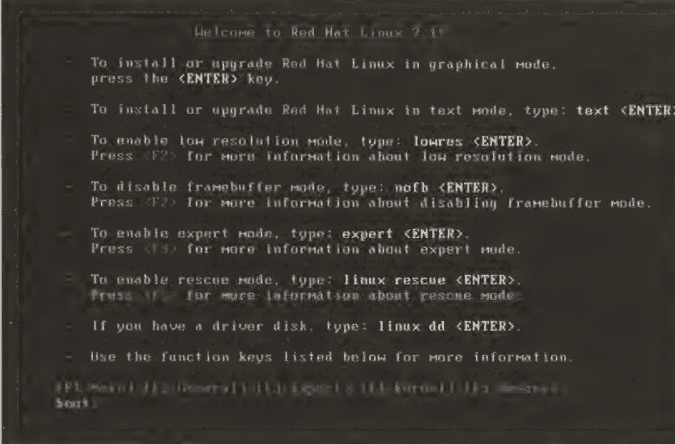 Welcome to Red Hat Linux 7.1!
- To install or upgrade Red Hat Linux in graphical mode,
press the <ENTER> key.
- To install or upgrade Red Hat Linux in text mode, type: text <ENTER>
- To enable low resolution mode, type: lowres <ENTER>.
Press <F2> for more information about low resolution mode.
- To disable framebuffer mode, type: nofb <ENTER>.
Press <F2> for more information about disabling framebuffer mode.
- To enable expert mode, type: expert <ENTER>.
Press <F3> for more information about expert mode.
- To enable rescue mode, type: linux rescue <ENTER>.
Press for more information about rescue mode
- If you have a driver disk, type: linux dd <ENTER>.
- Use the function keys listed below for more information.
[F1-Main] General]
boot: